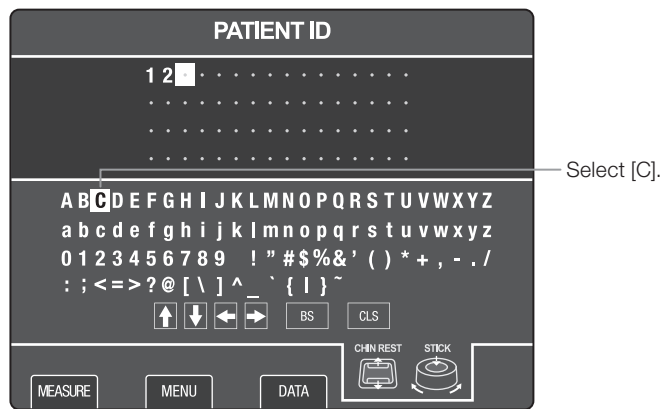 PATIENT ID
1 2 · · · · · · · · · · · · ·
· · · · · · · · · · · · · · ·
· · · · · · · · · · · · · · ·
· · · · · · · · · · · · · · ·
Select [C].
A B C D E F G H I J K L M N O P Q R S T U V W X Y Z
a b c d e f g h i j k l m n o p q r s t u v w x y z
0 1 2 3 4 5 6 7 8 9 ! " # $ % & ' ( ) * + , - . /
: ; < = > ? @ [ \ ] ^ _ ` { | } ~
↑ ↓ ← → BS CLS
CHIN REST STICK
MEASURE MENU DATA